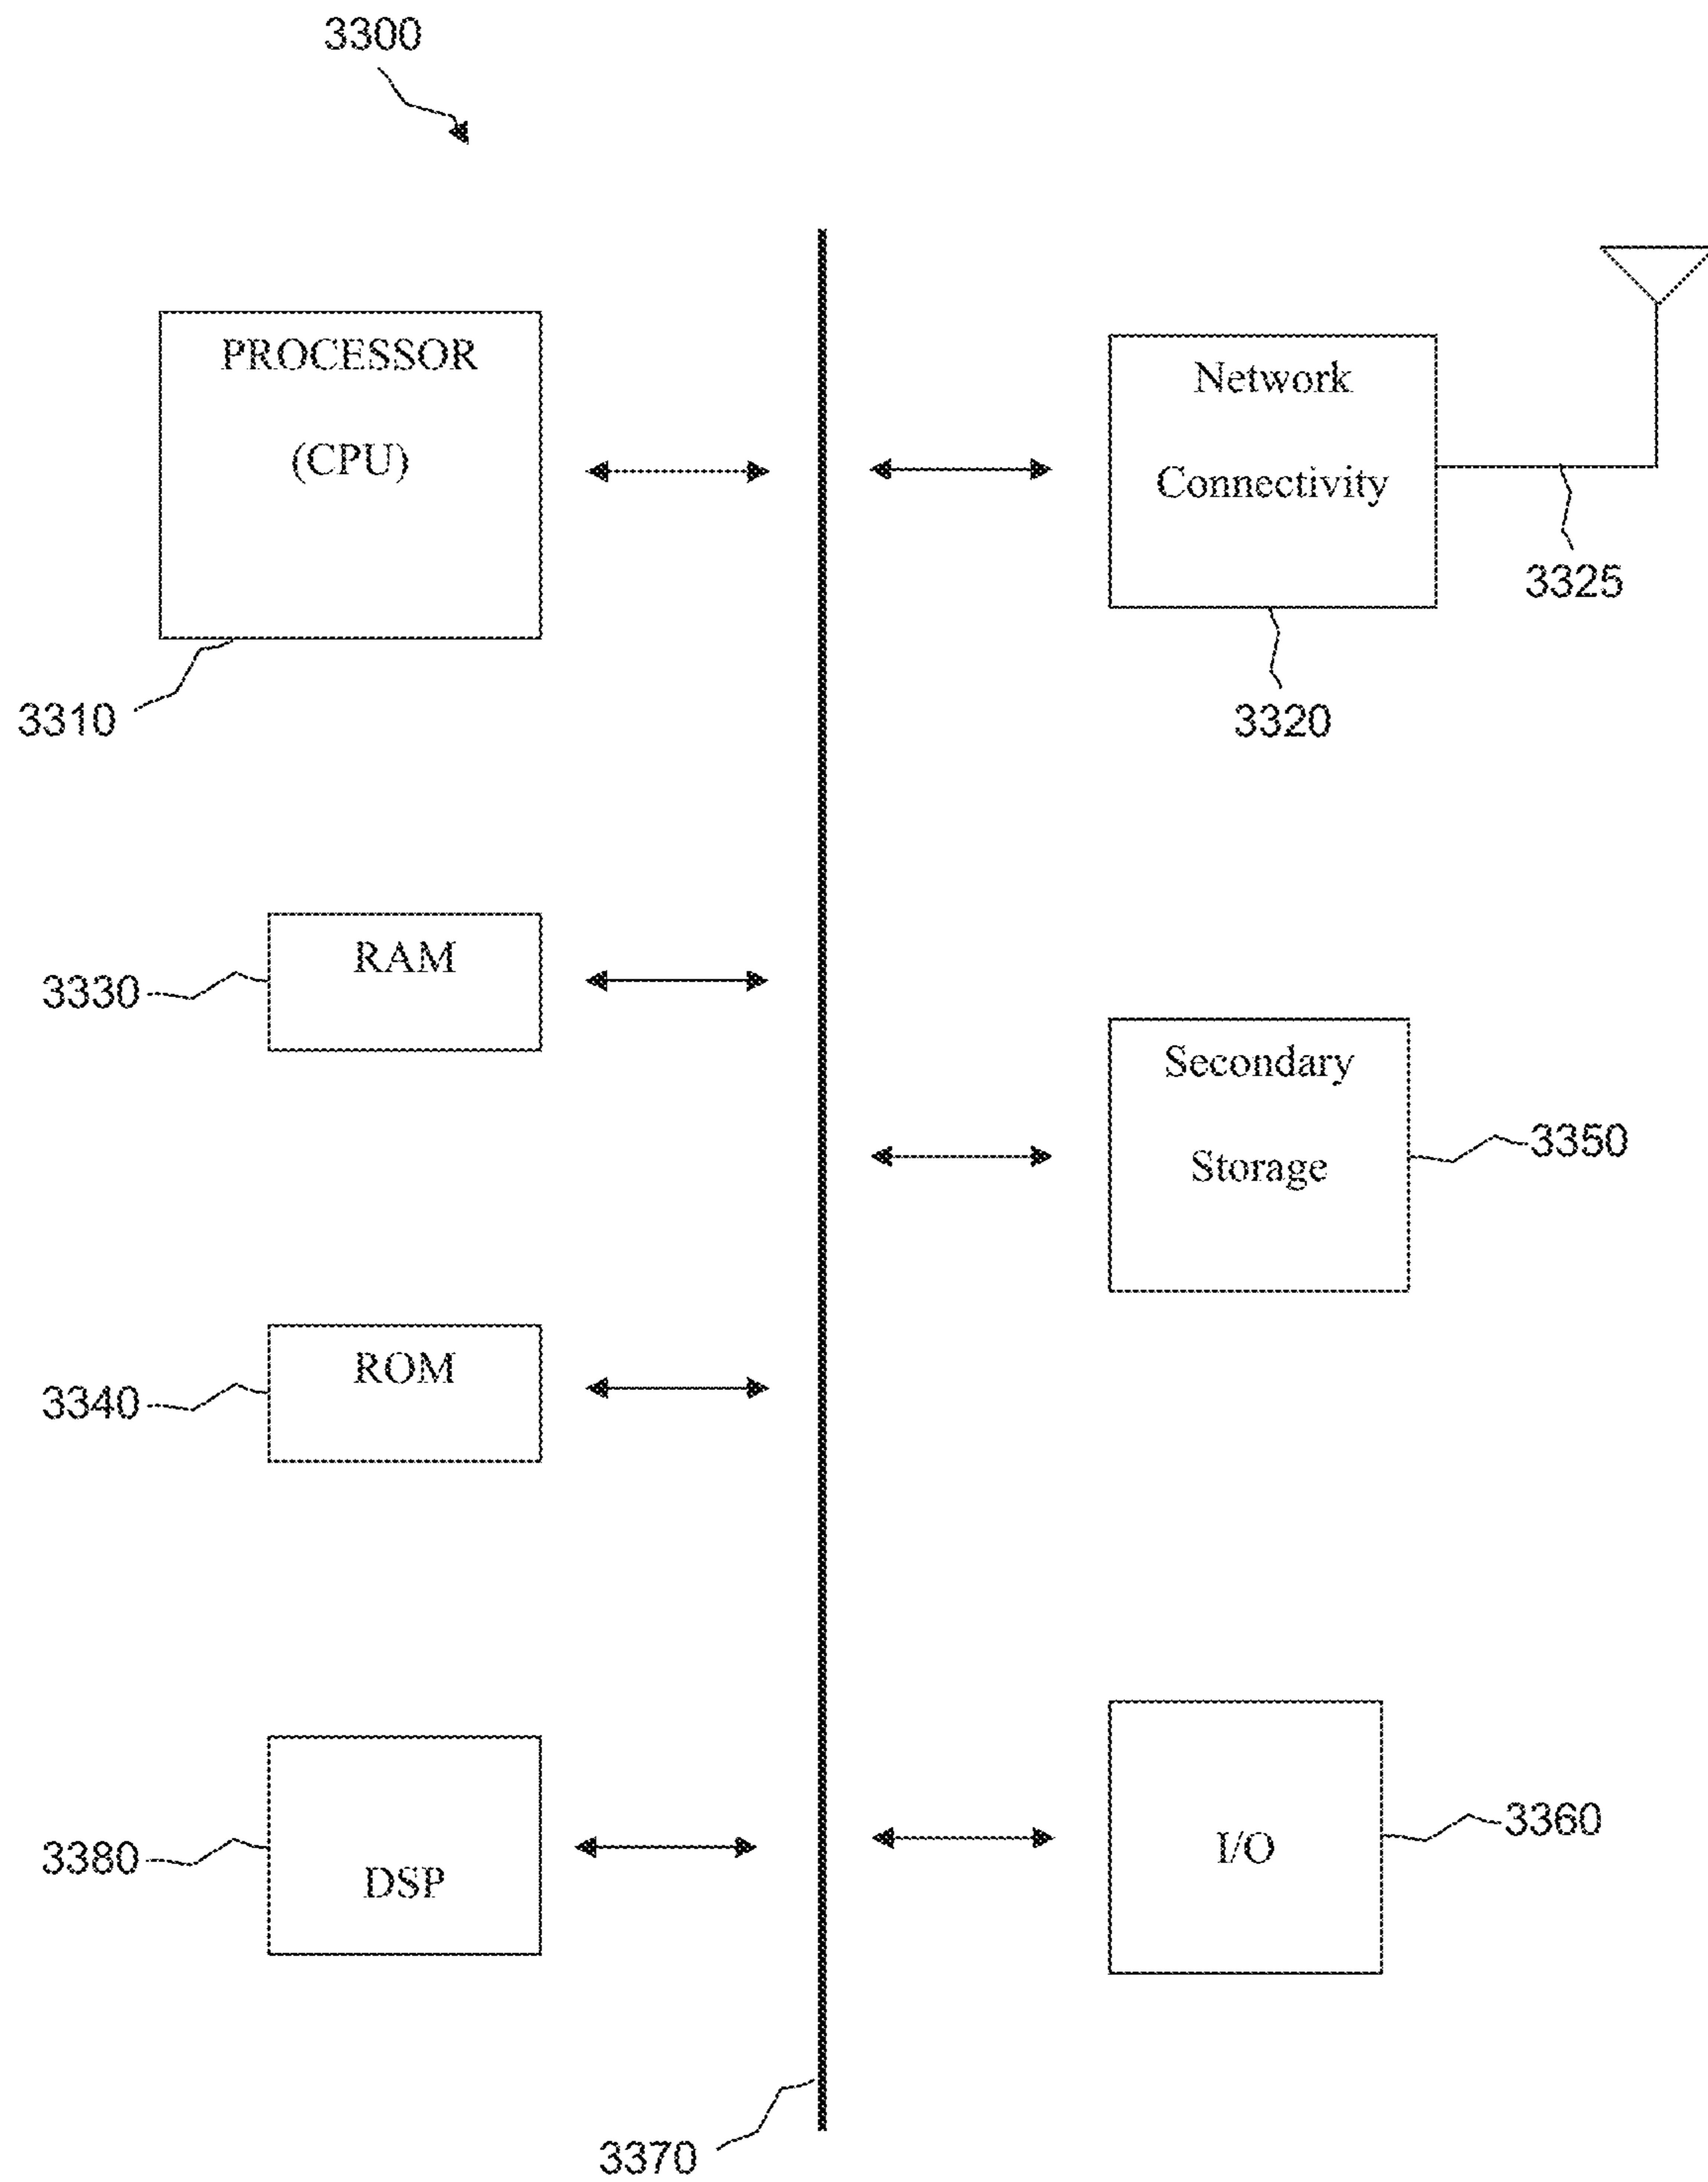 3300
PROCESSOR
(CPU)
3310
Network
Connectivity
3325
3320
RAM
3330
Secondary
Storage
3350
ROM
3340
DSP
3380
I/O
3360
3370